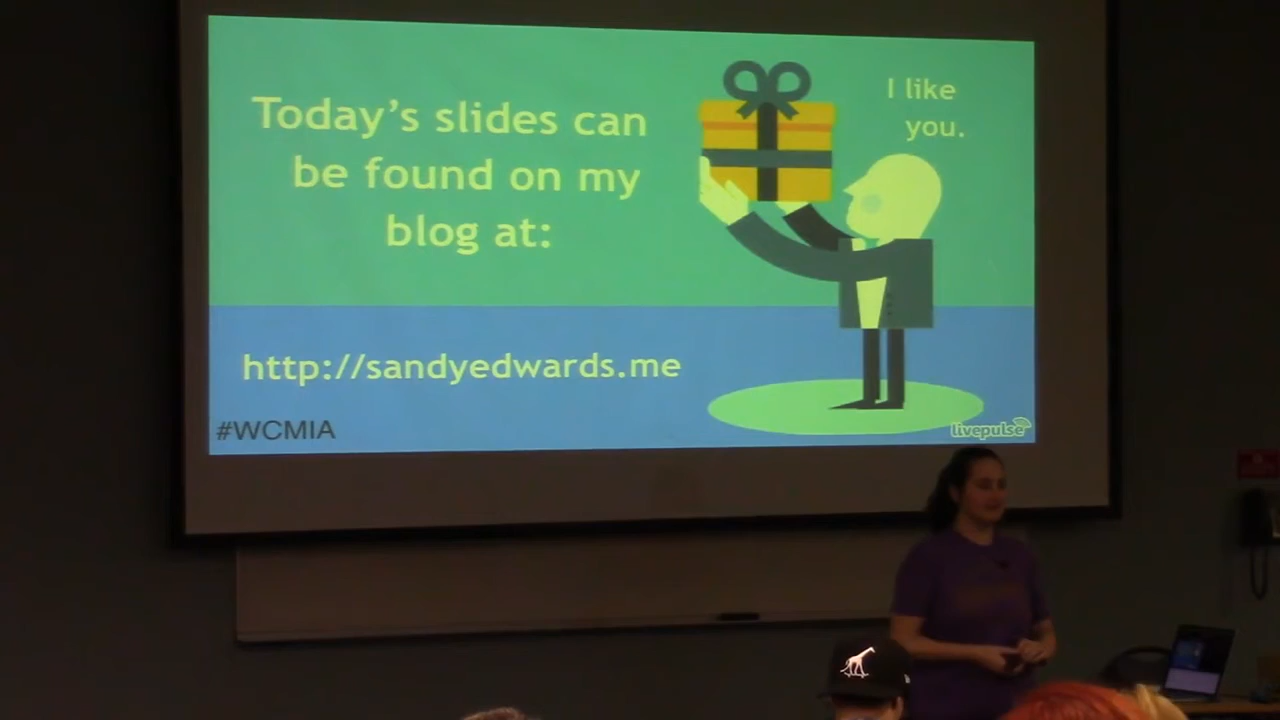 Today's slides can
be found on my
blog at:
I like
you.
http://sandyedwards.me
#WCMIA
livepulse